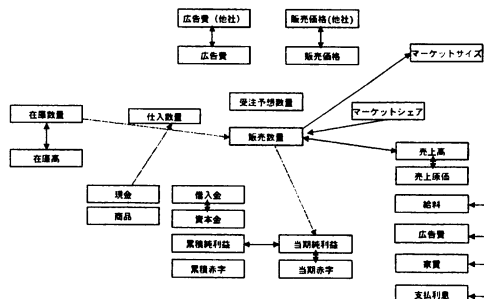 広告費（他社）
販売価格(他社)
広告費
販売価格
マーケットサイズ
受注予想数量
在庫数量
仕入数量
マーケットシェア
販売数量
売上高
在庫高
売上原価
現金
借入金
給料
商品
資本金
累積純利益
当期純利益
広告費
累積赤字
当期赤字
家賃
支払利息